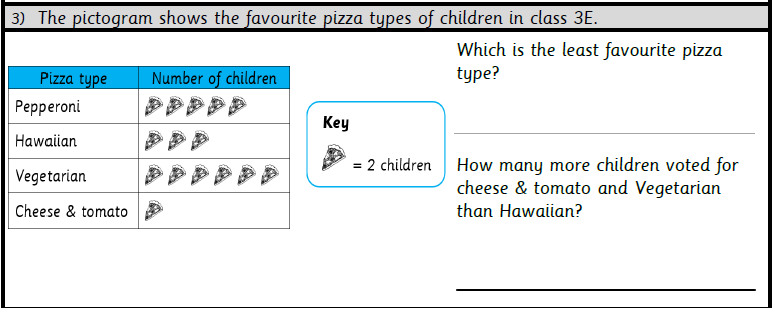 3) The pictogram shows the favourite pizza types of children in class 3E.
Which is the least favourite pizza
type?
Pizza type Number of children
Pepperoni
Hawaiian
Vegetarian
Cheese & tomato
Key
= 2 children
How many more children voted for
cheese & tomato and Vegetarian
than Hawaiian?